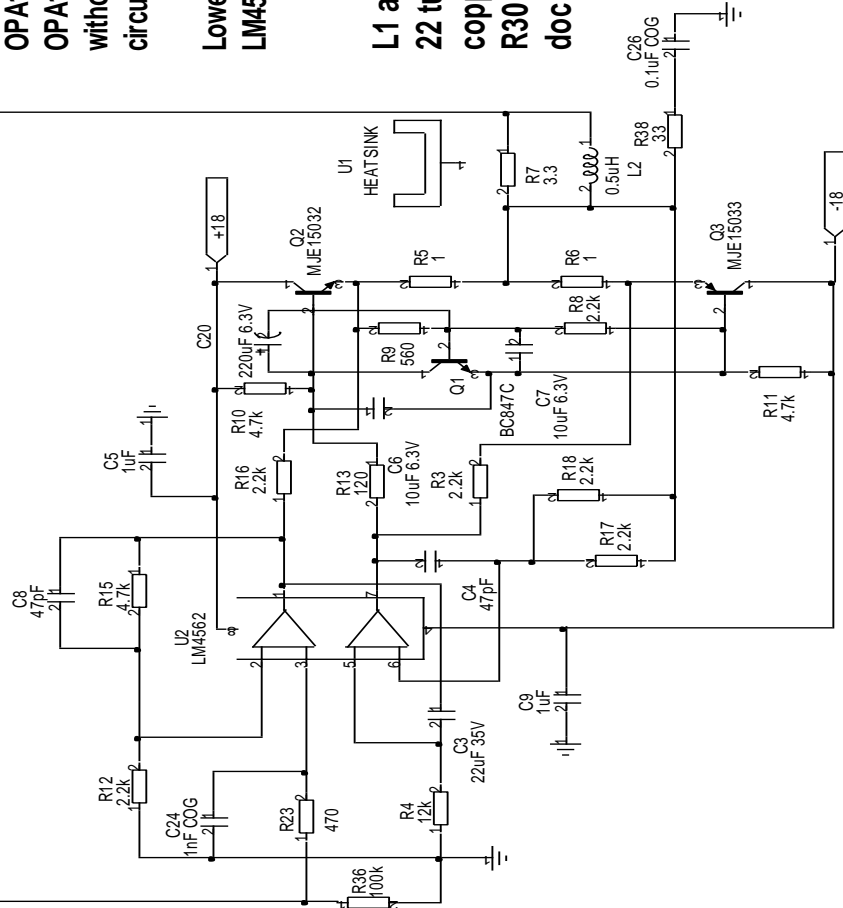 OPA
OPA
witho
circu
Lowe
LM45
L1 a
22 tu
copp
R30
doc
C26
0.1uF COG
R38
33
U1
HEATSINK
R7
3.3
0.5uH
L2
+18
-18
Q2
MJE15032
Q3
MJE15033
R5
1
R6
1
R8
2.2k
C20
220uF 6.3V
R9
560
Q1
BC847C
C7
10uF 6.3V
R10
4.7k
R11
4.7k
C5
1uF
R16
2.2k
R13
120
C6
10uF 6.3V
R3
2.2k
R18
2.2k
R17
2.2k
C8
47pF
R15
4.7k
U2
LM4562
C4
47pF
C9
1uF
C3
22uF 35V
R12
2.2k
C24
1nF COG
R23
470
R4
12k
R36
100k